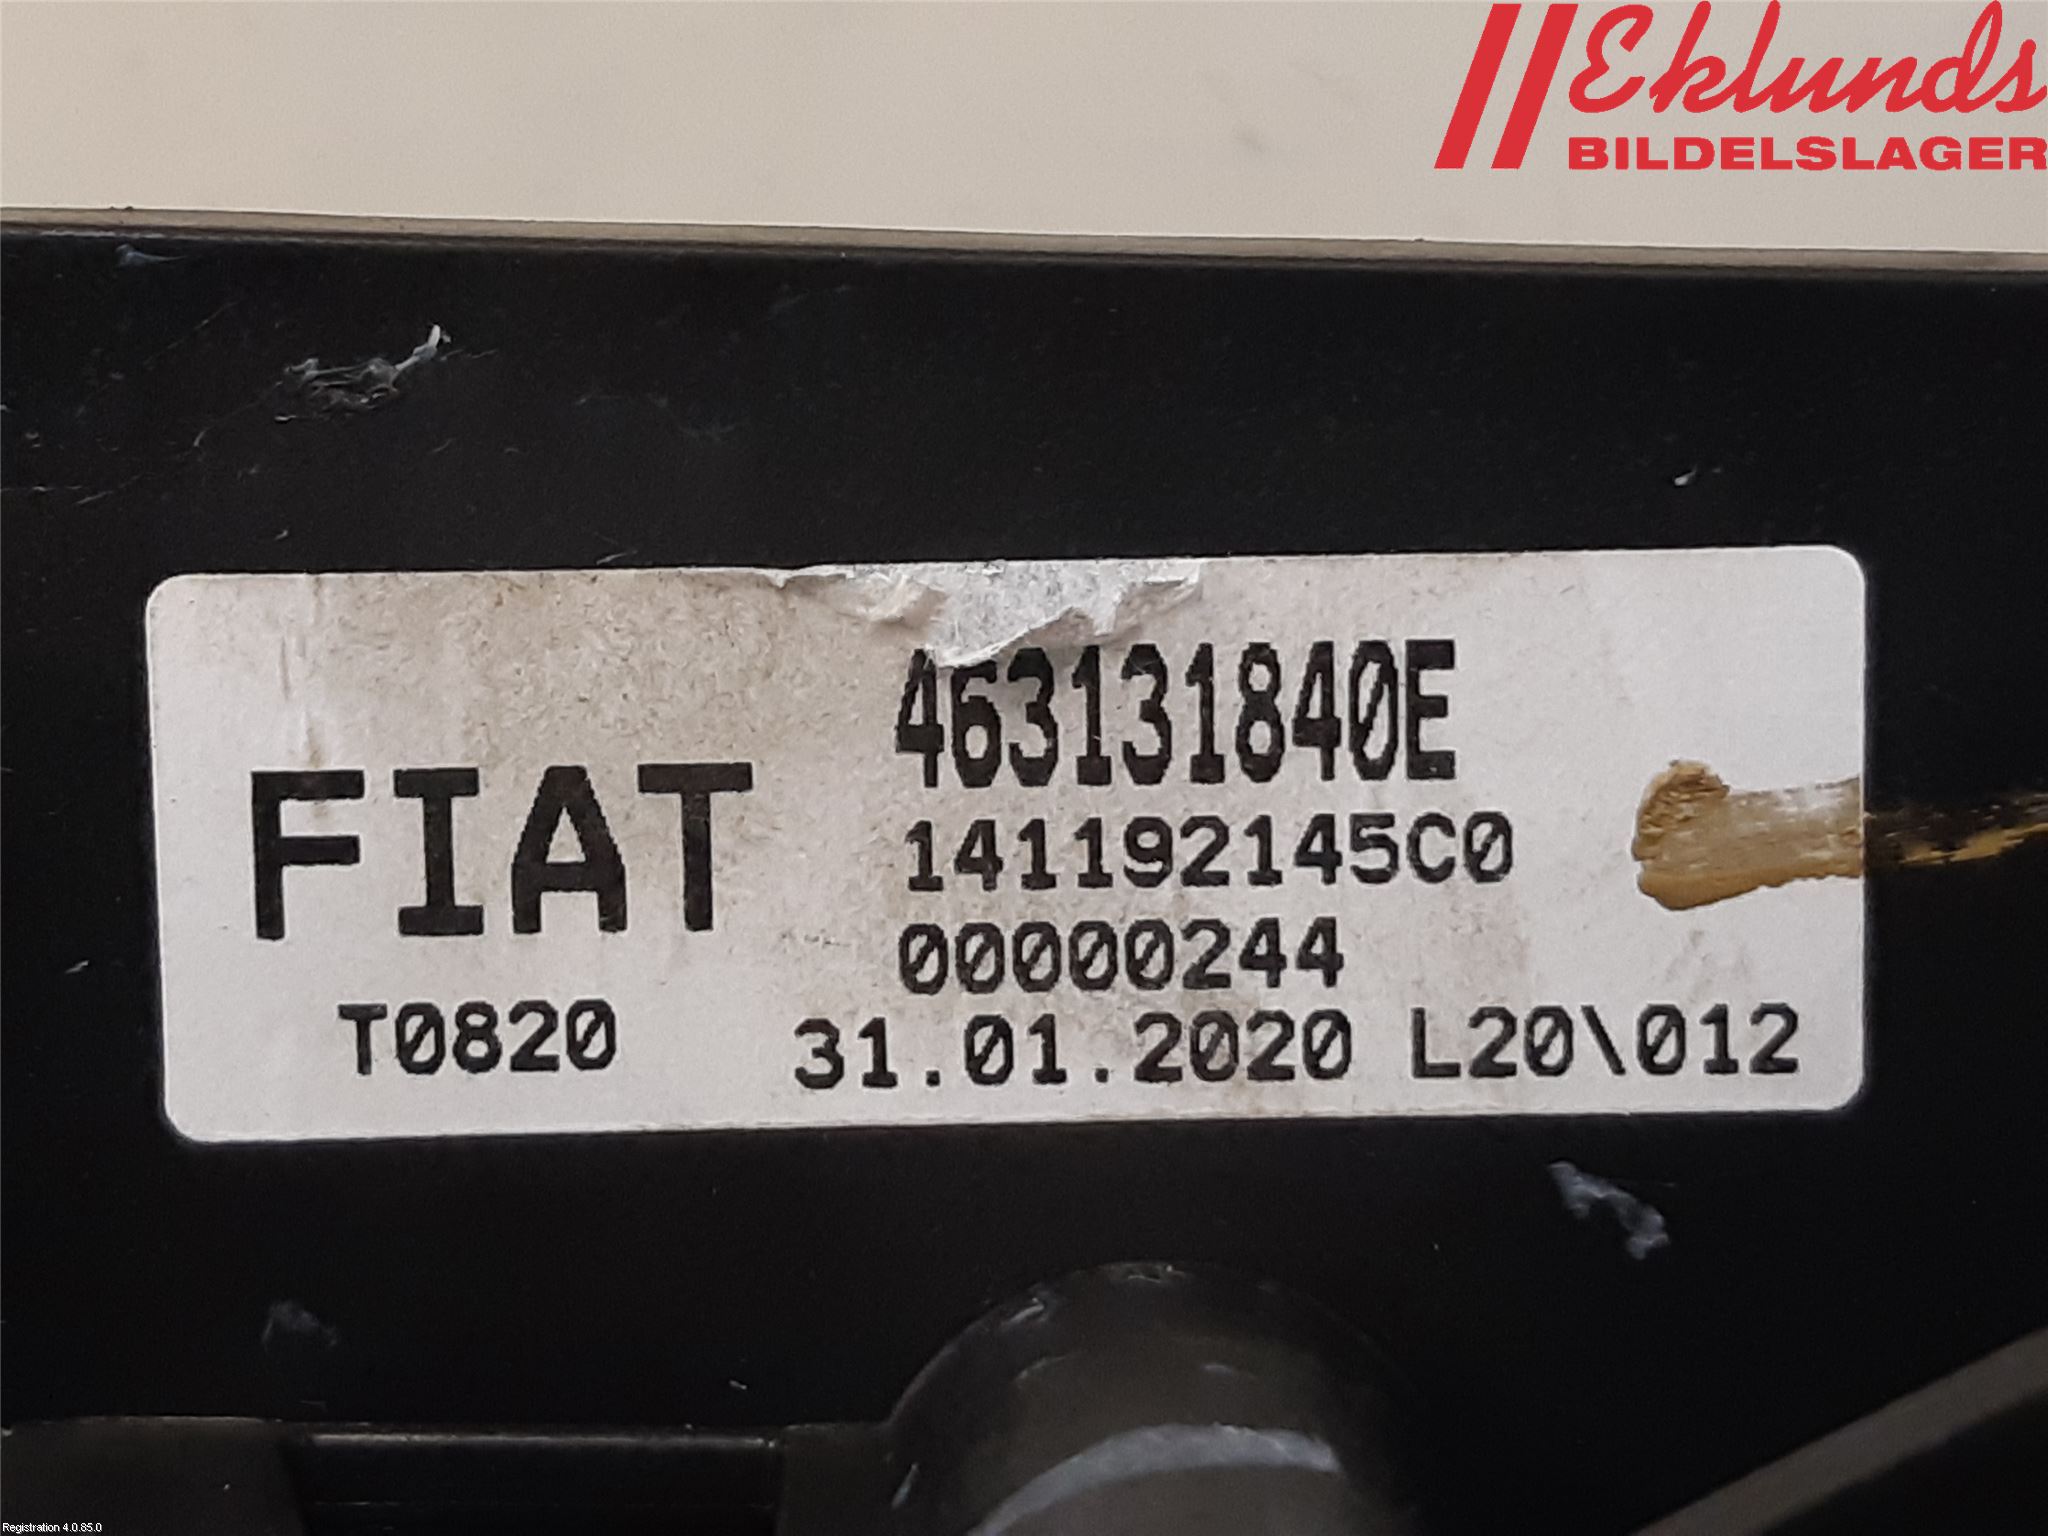 Eklunds
BILDELSLAGER
463131840E
FIAT
141192145C0
00000244
T0820
31.01.2020 L20\012
Registration 4.0.85.0